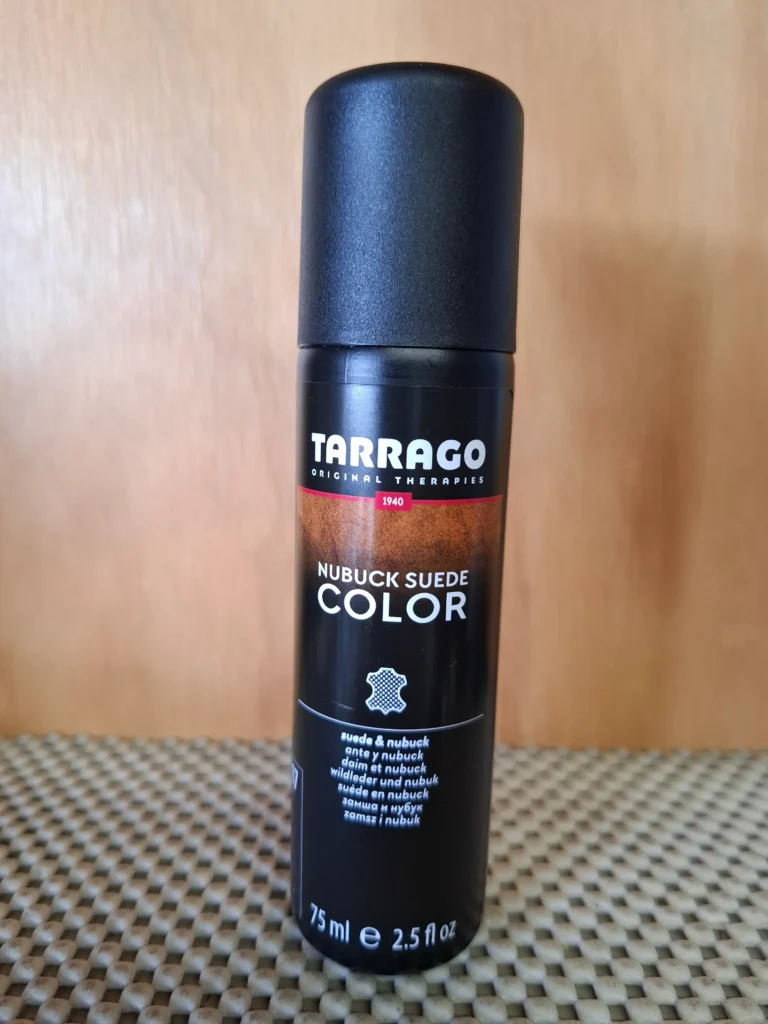 TARRAGO
ORIGINAL THERAPIES
1940
NUBUCK SUEDE
COLOR
suede & nubuck
ante y nubuck
daim et nubuck
wildleder und nubuk
suède en nubuck
замша и нубук
zamsz i nubuk
75 ml e 2.5 fl oz